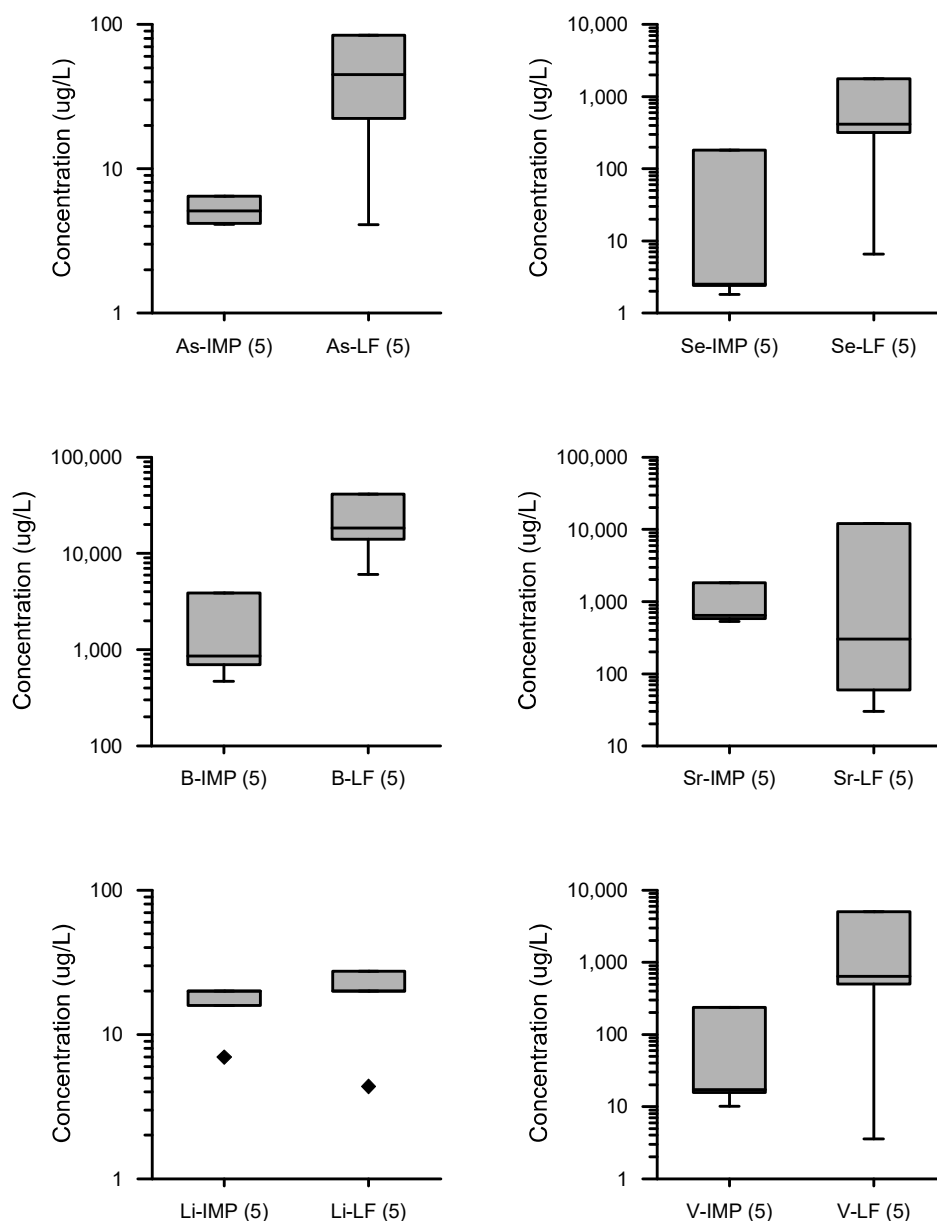 Concentration (ug/L)
100
10
1
As-IMP (5)
As-LF (5)
Concentration (ug/L)
10,000
1,000
100
10
1
Se-IMP (5)
Se-LF (5)
Concentration (ug/L)
100,000
10,000
1,000
100
B-IMP (5)
B-LF (5)
Concentration (ug/L)
100,000
10,000
1,000
100
10
Sr-IMP (5)
Sr-LF (5)
Concentration (ug/L)
100
10
1
Li-IMP (5)
Li-LF (5)
Concentration (ug/L)
10,000
1,000
100
10
1
V-IMP (5)
V-LF (5)